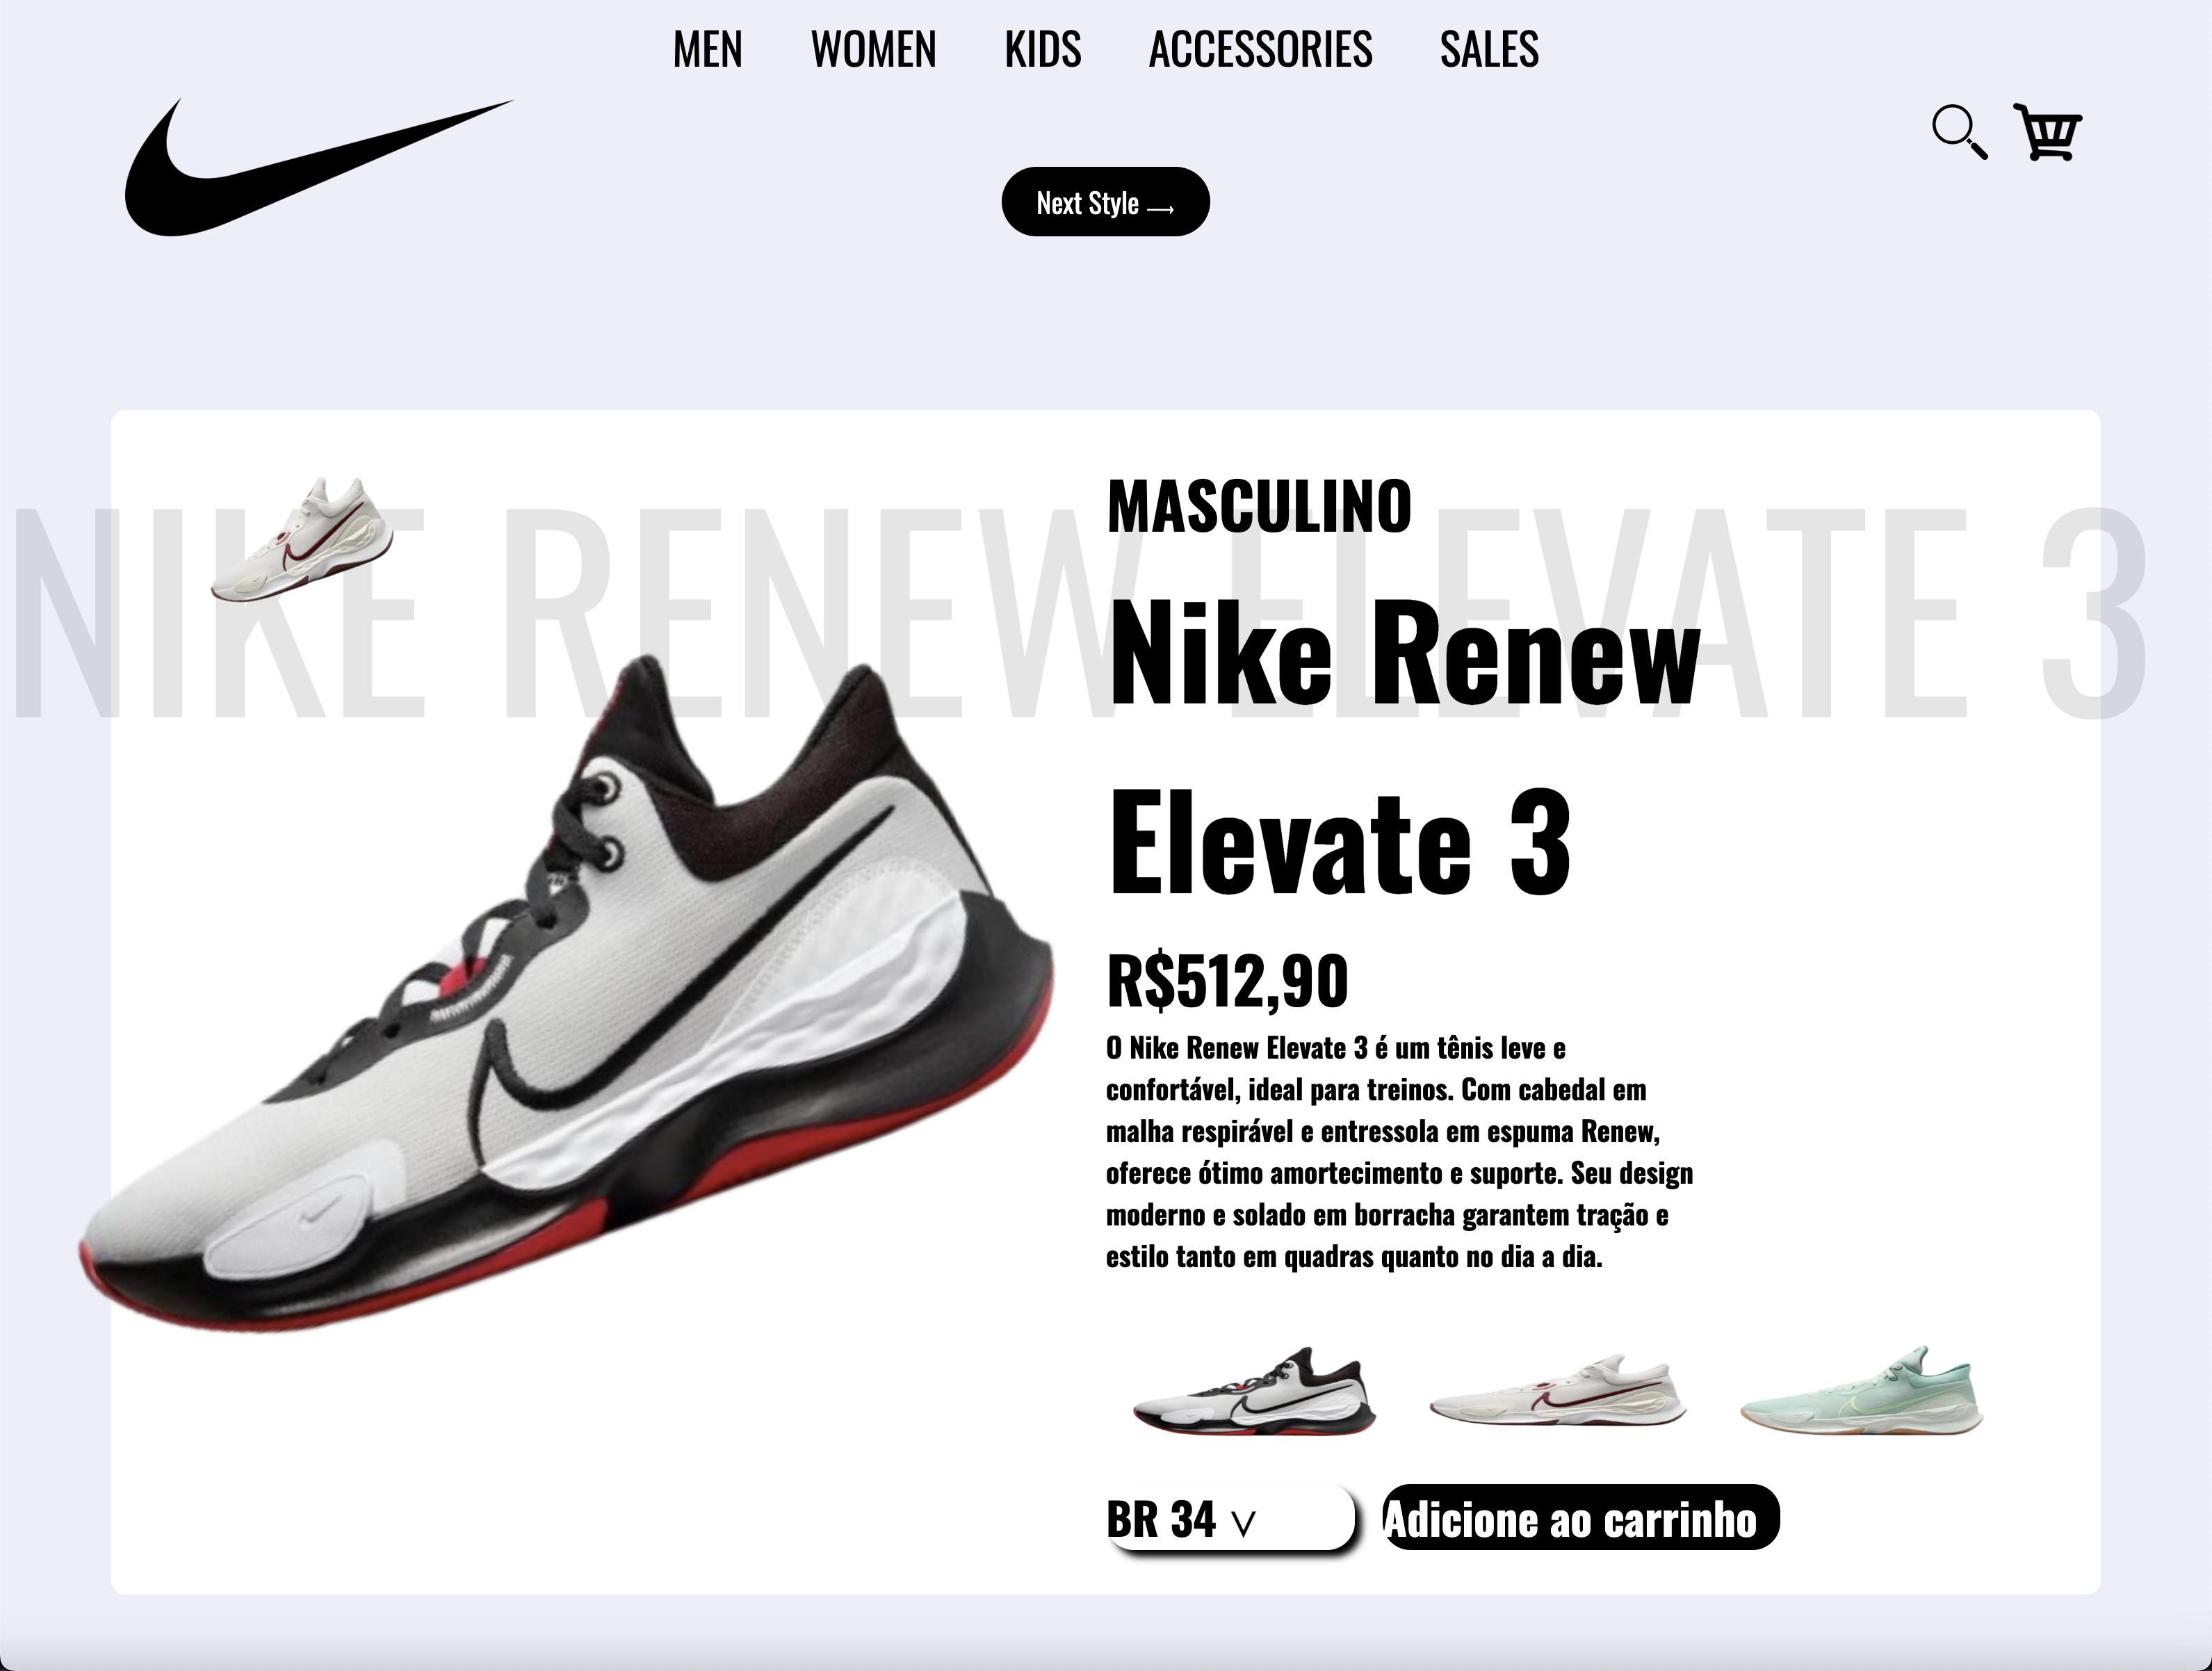 MEN WOMEN KIDS ACCESSORIES SALES
Next Style →
NIKE RENEW ELEVATE 3
MASCULINO
Nike Renew
Elevate 3
R$512,90
O Nike Renew Elevate 3 é um tênis leve e
confortável, ideal para treinos. Com cabedal em
malha respirável e entressola em espuma Renew,
oferece ótimo amortecimento e suporte. Seu design
moderno e solado em borracha garantem tração e
estilo tanto em quadras quanto no dia a dia.
BR 34 ∨
Adicione ao carrinho